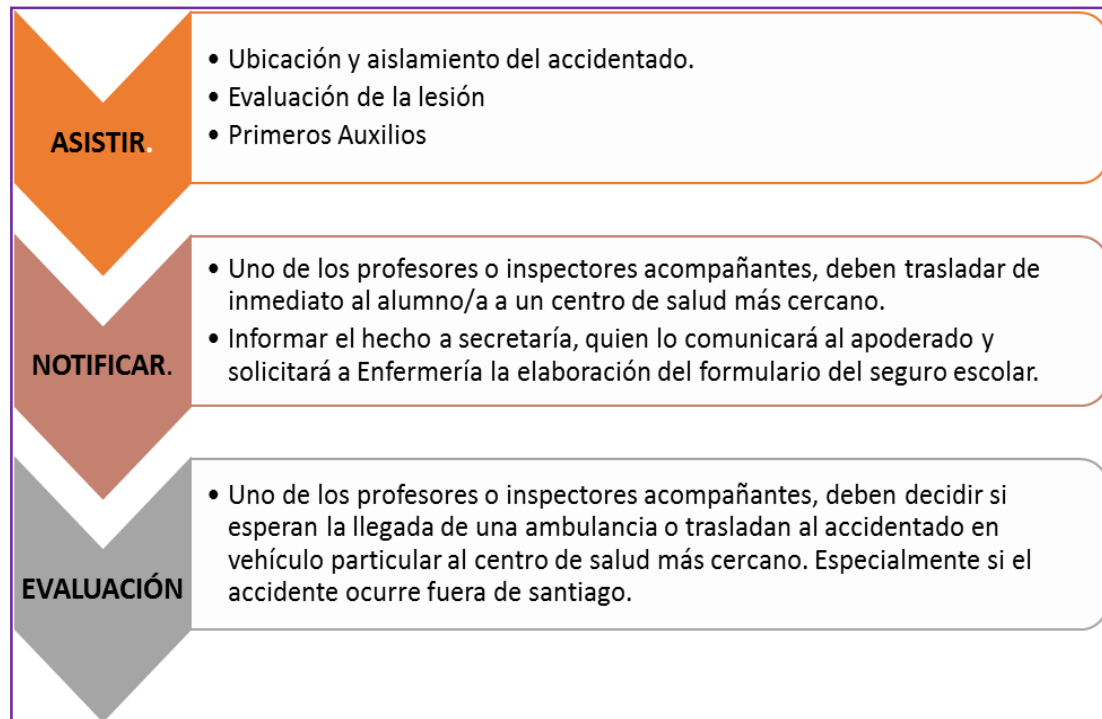 ASISTIR.
• Ubicación y aislamiento del accidentado.
• Evaluación de la lesión
• Primeros Auxilios
NOTIFICAR.
• Uno de los profesores o inspectores acompañantes, deben trasladar de
inmediato al alumno/a a un centro de salud más cercano.
• Informar el hecho a secretaría, quien lo comunicará al apoderado y
solicitará a Enfermería la elaboración del formulario del seguro escolar.
EVALUACIÓN
• Uno de los profesores o inspectores acompañantes, deben decidir si
esperan la llegada de una ambulancia o trasladan al accidentado en
vehículo particular al centro de salud más cercano. Especialmente si el
accidente ocurre fuera de santiago.